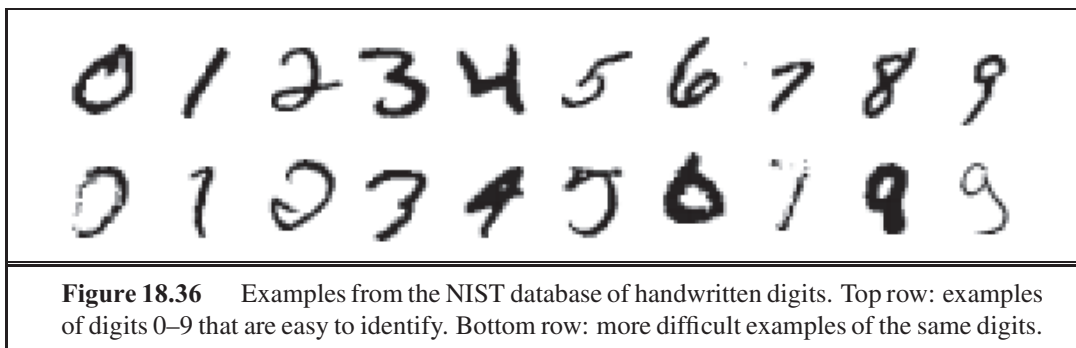 0 1 2 3 4 5 6 7 8 9
0 1 2 3 4 5 6 7 8 9
Figure 18.36 Examples from the NIST database of handwritten digits. Top row: examples
of digits 0–9 that are easy to identify. Bottom row: more difficult examples of the same digits.